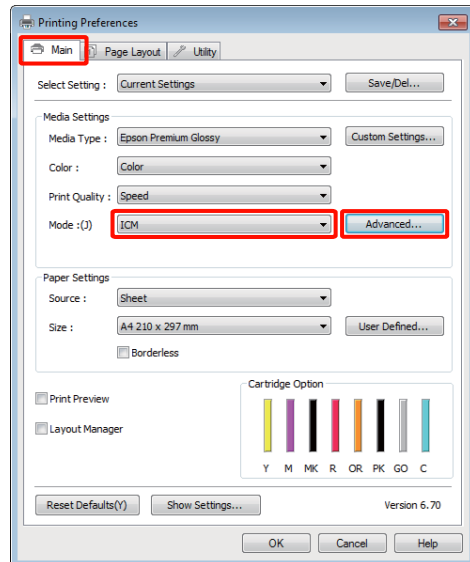 Printing Preferences
Main Page Layout Utility
Select Setting : Current Settings Save/Del...
Media Settings
Media Type : Epson Premium Glossy Custom Settings...
Color : Color
Print Quality : Speed
Mode :(J) ICM Advanced...
Paper Settings
Source : Sheet
Size : A4 210 x 297 mm User Defined...
Borderless
Print Preview
Layout Manager
Cartridge Option
Y M MK R OR PK GO C
Reset Defaults(Y) Show Settings... Version 6.70
OK Cancel Help